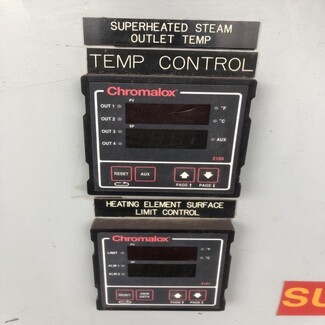 SUPERHEATED STEAM
OUTLET TEMP
TEMP CONTROL
Chromalox
PV
OUT 1
°F
OUT 2
°C
SP
OUT 3
AUX
OUT 4
2104
RESET AUX
PAGE PAGE
HEATING ELEMENT SURFACE
LIMIT CONTROL
Chromalox
LIMIT
°F
°C
ALM 1
ALM 2
RESET
PAGE PAGE
SU